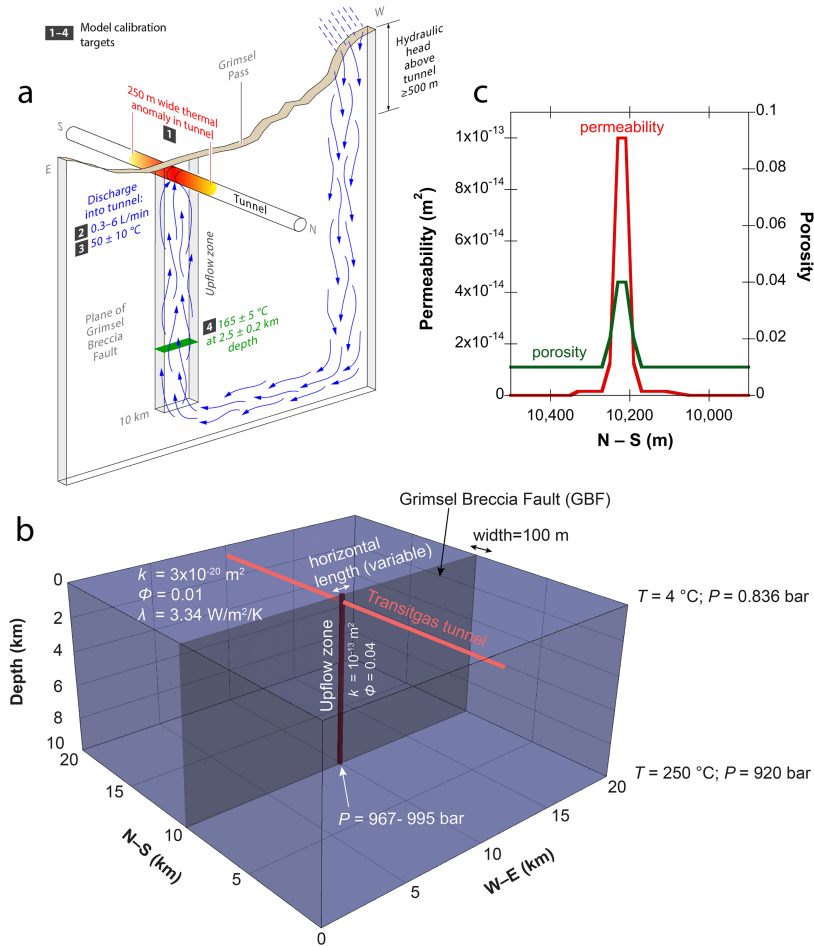 1–4 Model calibration
targets
W
Hydraulic
head
above
tunnel
≥500 m
Grimsel
Pass
a
250 m wide thermal
anomaly in tunnel
1
S
E
Discharge
into tunnel:
2 0.3–6 L/min
3 50 ± 10 °C
Tunnel
N
Upflow zone
Plane of
Grimsel
Breccia
Fault
4 165 ± 5 °C
at 2.5 ± 0.2 km
depth
10 km
c
permeability
porosity
Permeability (m²)
1x10⁻¹³
8x10⁻¹⁴
6x10⁻¹⁴
4x10⁻¹⁴
2x10⁻¹⁴
0
0.1
0.08
0.06
0.04
0.02
0
Porosity
10,400
10,200
10,000
N – S (m)
b
Grimsel Breccia Fault (GBF)
width=100 m
horizontal
length (variable)
k = 3x10⁻²⁰ m²
Φ = 0.01
λ = 3.34 W/m²/K
T = 4 °C; P = 0.836 bar
Transitgas tunnel
Upflow zone
k = 10⁻¹³ m²
Φ = 0.04
Depth (km)
0
2
4
6
8
10
T = 250 °C; P = 920 bar
P = 967- 995 bar
20
15
10
5
0
N–S (km)
5
10
15
20
W–E (km)